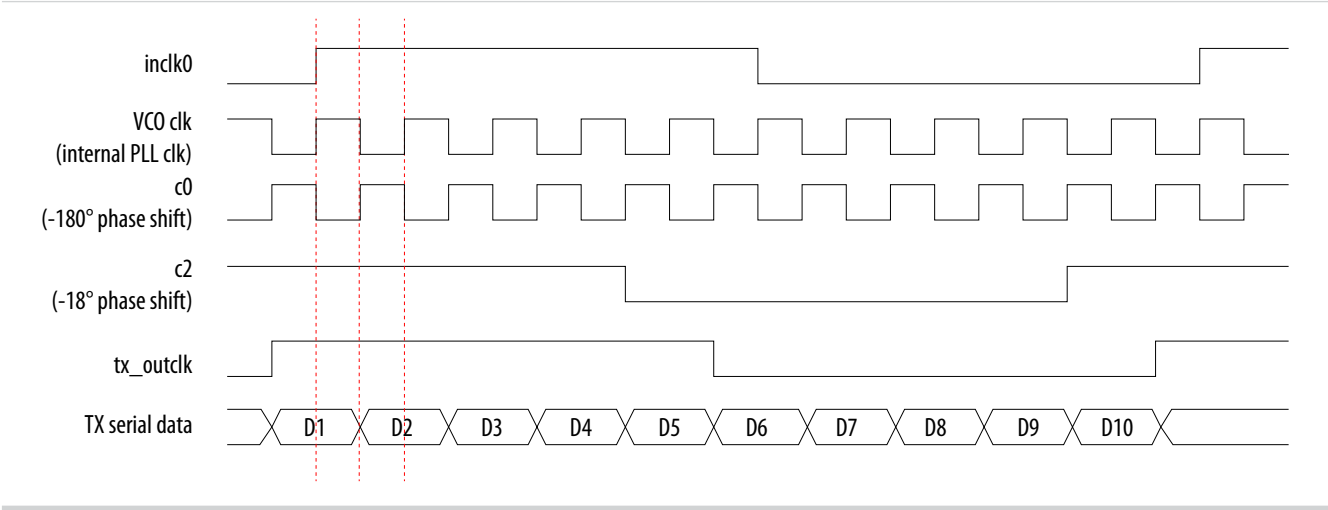 inclk0
VCO clk
(internal PLL clk)
c0
(-180° phase shift)
c2
(-18° phase shift)
tx_outclk
TX serial data
D1 D2 D3 D4 D5 D6 D7 D8 D9 D10